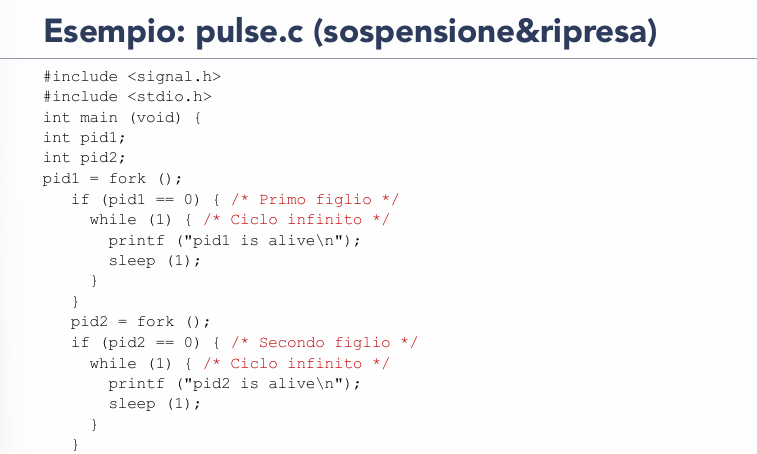 Esempio: pulse.c (sospensione&ripresa)
#include <signal.h>
#include <stdio.h>
int main (void) {
int pid1;
int pid2;
pid1 = fork ();
   if (pid1 == 0) { /* Primo figlio */
     while (1) { /* Ciclo infinito */
       printf ("pid1 is alive\n");
       sleep (1);
     }
   }
   pid2 = fork ();
   if (pid2 == 0) { /* Secondo figlio */
     while (1) { /* Ciclo infinito */
       printf ("pid2 is alive\n");
       sleep (1);
     }
   }